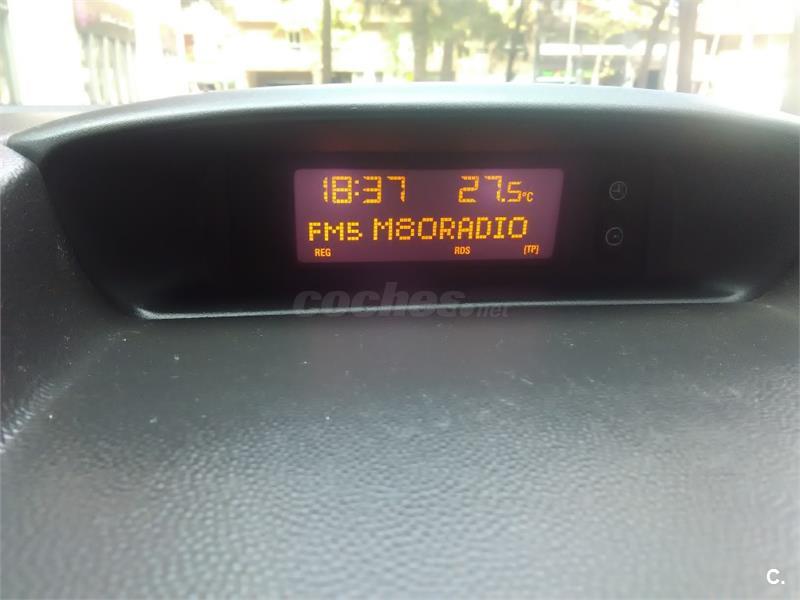 18:37 27.5°C
FM5 M80RADIO
REG RDS [TP]
coches.net
C.